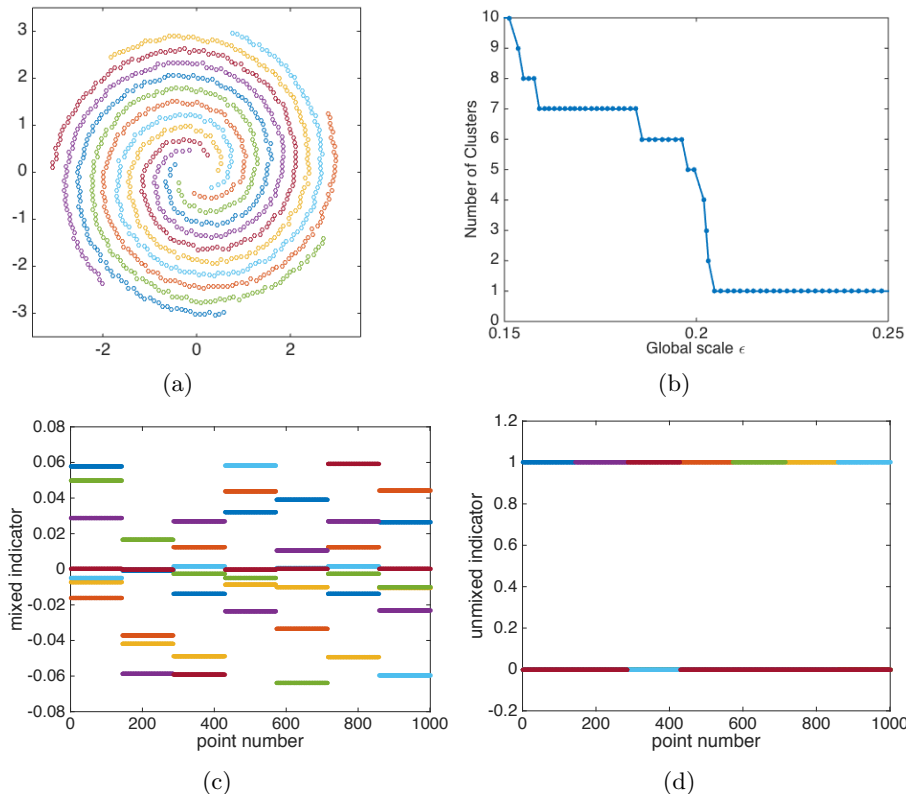 3
2
1
0
-1
-2
-3
-2 0 2
(a)
10
9
8
7
6
5
4
3
2
1
0
Number of Clusters
0.15 0.2 0.25
Global scale ϵ
(b)
0.08
0.06
0.04
0.02
0
-0.02
-0.04
-0.06
-0.08
mixed indicator
0 200 400 600 800 1000
point number
(c)
1.2
1
0.8
0.6
0.4
0.2
0
-0.2
unmixed indicator
0 200 400 600 800 1000
point number
(d)